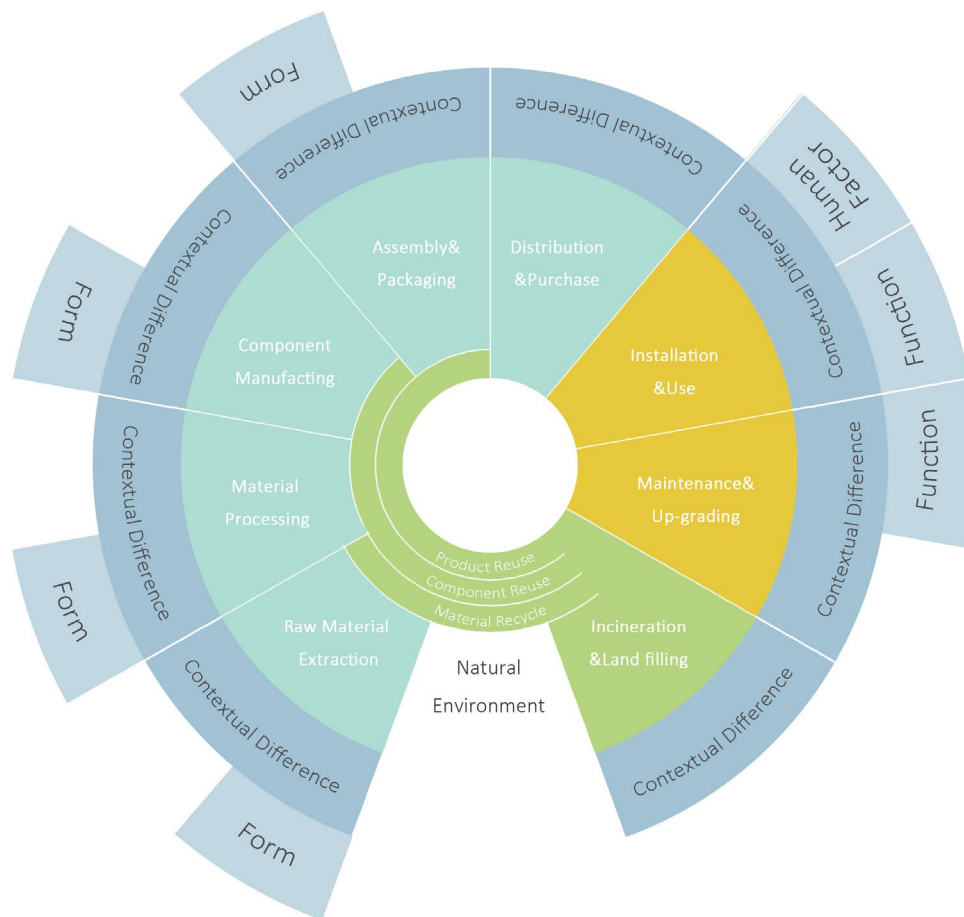 Form
Contextual Difference
Contextual Difference
Human
Factor
Assembly&
Packaging
Distribution
&Purchase
Form
Contextual Difference
Contextual Difference
Function
Component
Manufacting
Installation
&Use
Function
Contextual Difference
Material
Processing
Maintenance&
Up-grading
Contextual Difference
Form
Product Reuse
Component Reuse
Material Recycle
Raw Material
Extraction
Incineration
&Land filling
Natural
Environment
Contextual Difference
Contextual Difference
Form